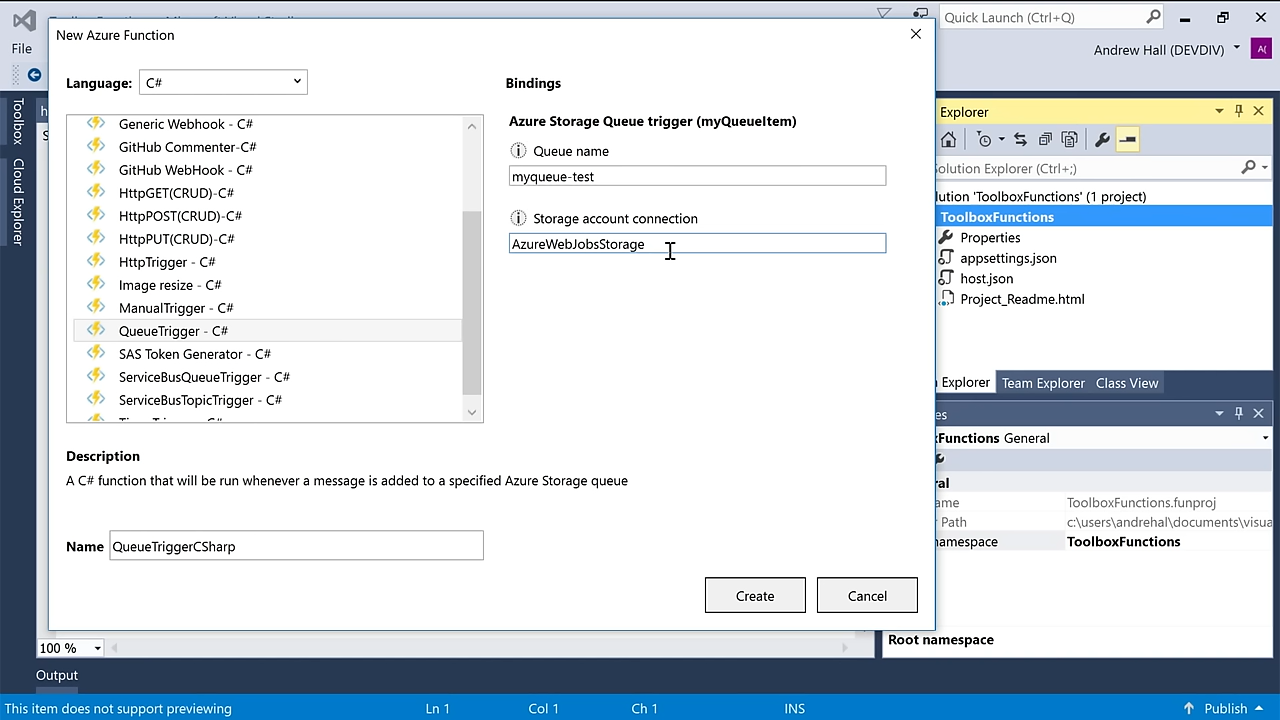 Quick Launch (Ctrl+Q)
File
Andrew Hall (DEVDIV)
A(
New Azure Function
Language:
C#
Generic Webhook - C#
GitHub Commenter-C#
GitHub WebHook - C#
HttpGET(CRUD)-C#
HttpPOST(CRUD)-C#
HttpPUT(CRUD)-C#
HttpTrigger - C#
Image resize - C#
ManualTrigger - C#
QueueTrigger - C#
SAS Token Generator - C#
ServiceBusQueueTrigger - C#
ServiceBusTopicTrigger - C#
Bindings
Azure Storage Queue trigger (myQueueItem)
Queue name
myqueue-test
Storage account connection
AzureWebJobsStorage
Description
A C# function that will be run whenever a message is added to a specified Azure Storage queue
Name
QueueTriggerCSharp
Create
Cancel
Toolbox
Cloud Explorer
Explorer
olution Explorer (Ctrl+;)
lution 'ToolboxFunctions' (1 project)
ToolboxFunctions
Properties
appsettings.json
host.json
Project_Readme.html
Explorer
Team Explorer
Class View
es
xFunctions General
ral
ame
ToolboxFunctions.funproj
r Path
c:\users\andrehal\documents\visua
namespace
ToolboxFunctions
Root namespace
100 %
Output
This item does not support previewing
Ln 1
Col 1
Ch 1
INS
Publish